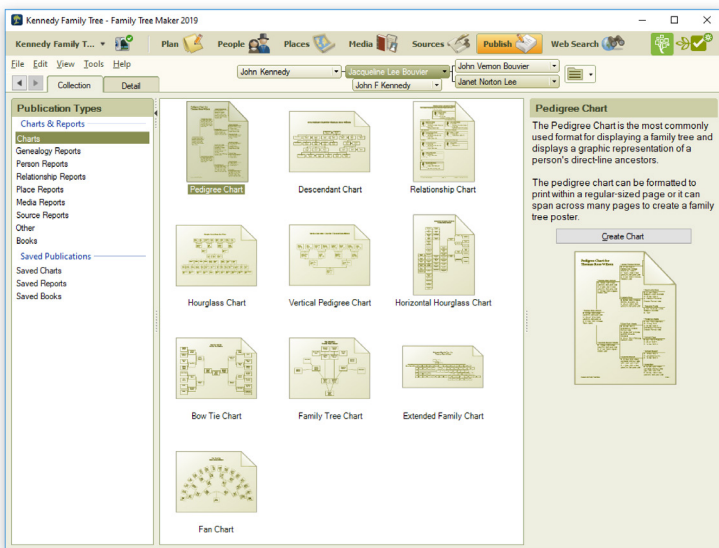 Kennedy Family Tree - Family Tree Maker 2019
Kennedy Family T...
Plan
People
Places
Media
Sources
Publish
Web Search
File Edit View Tools Help
Collection
Detail
John Kennedy
Jacqueline Lee Bouvier
John F Kennedy
John Vernon Bouvier
Janet Norton Lee
Publication Types
Charts & Reports
Charts
Genealogy Reports
Person Reports
Relationship Reports
Place Reports
Media Reports
Source Reports
Other
Books
Saved Publications
Saved Charts
Saved Reports
Saved Books
Pedigree Chart
Descendant Chart
Relationship Chart
Hourglass Chart
Vertical Pedigree Chart
Horizontal Hourglass Chart
Bow Tie Chart
Family Tree Chart
Extended Family Chart
Fan Chart
Pedigree Chart
The Pedigree Chart is the most commonly
used format for displaying a family tree and
displays a graphic representation of a
person's direct-line ancestors.
The pedigree chart can be formatted to
print within a regular-sized page or it can
span across many pages to create a family
tree poster.
Create Chart
Pedigree Chart for